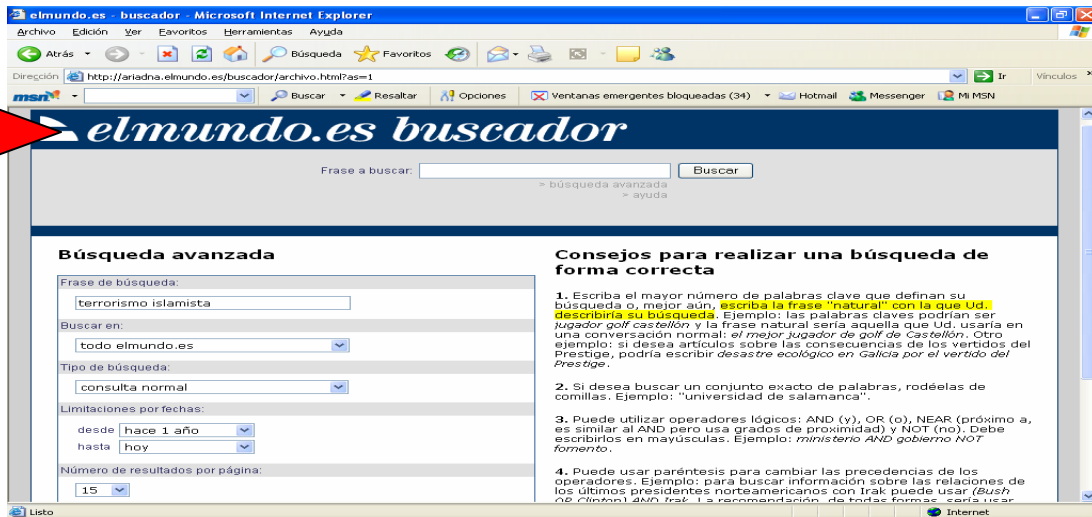 elmundo.es - buscador - Microsoft Internet Explorer
Archivo Edición Ver Favoritos Herramientas Ayuda
Atrás Búsqueda Favoritos
Dirección http://ariadna.elmundo.es/buscador/archivo.html?as=1 Ir Vínculos »
msn Buscar Resaltar Opciones Ventanas emergentes bloqueadas (34) Hotmail Messenger Mi MSN
elmundo.es buscador
Frase a buscar: Buscar
> búsqueda avanzada
> ayuda
Búsqueda avanzada
Frase de búsqueda:
terrorismo islamista
Buscar en:
todo elmundo.es
Tipo de búsqueda:
consulta normal
Limitaciones por fechas:
desde hace 1 año
hasta hoy
Número de resultados por página:
15
Consejos para realizar una búsqueda de
forma correcta
1. Escriba el mayor número de palabras clave que definan su
búsqueda o, mejor aún, escriba la frase "natural" con la que Ud.
describiría su búsqueda. Ejemplo: las palabras claves podrían ser
jugador golf castellón y la frase natural sería aquella que Ud. usaría en
una conversación normal: el mejor jugador de golf de Castellón. Otro
ejemplo: si desea artículos sobre las consecuencias de los vertidos del
Prestige, podría escribir desastre ecológico en Galicia por el vertido del
Prestige.
2. Si desea buscar un conjunto exacto de palabras, rodéelas de
comillas. Ejemplo: "universidad de salamanca".
3. Puede utilizar operadores lógicos: AND (y), OR (o), NEAR (próximo a,
es similar al AND pero usa grados de proximidad) y NOT (no). Debe
escribirlos en mayúsculas. Ejemplo: ministerio AND gobierno NOT
fomento.
4. Puede usar paréntesis para cambiar las precedencias de los
operadores. Ejemplo: para buscar información sobre las relaciones de
los últimos presidentes norteamericanos con Irak puede usar (Bush
OR Clinton) AND Irak. La recomendación, de todas formas, sería usar
Listo Internet